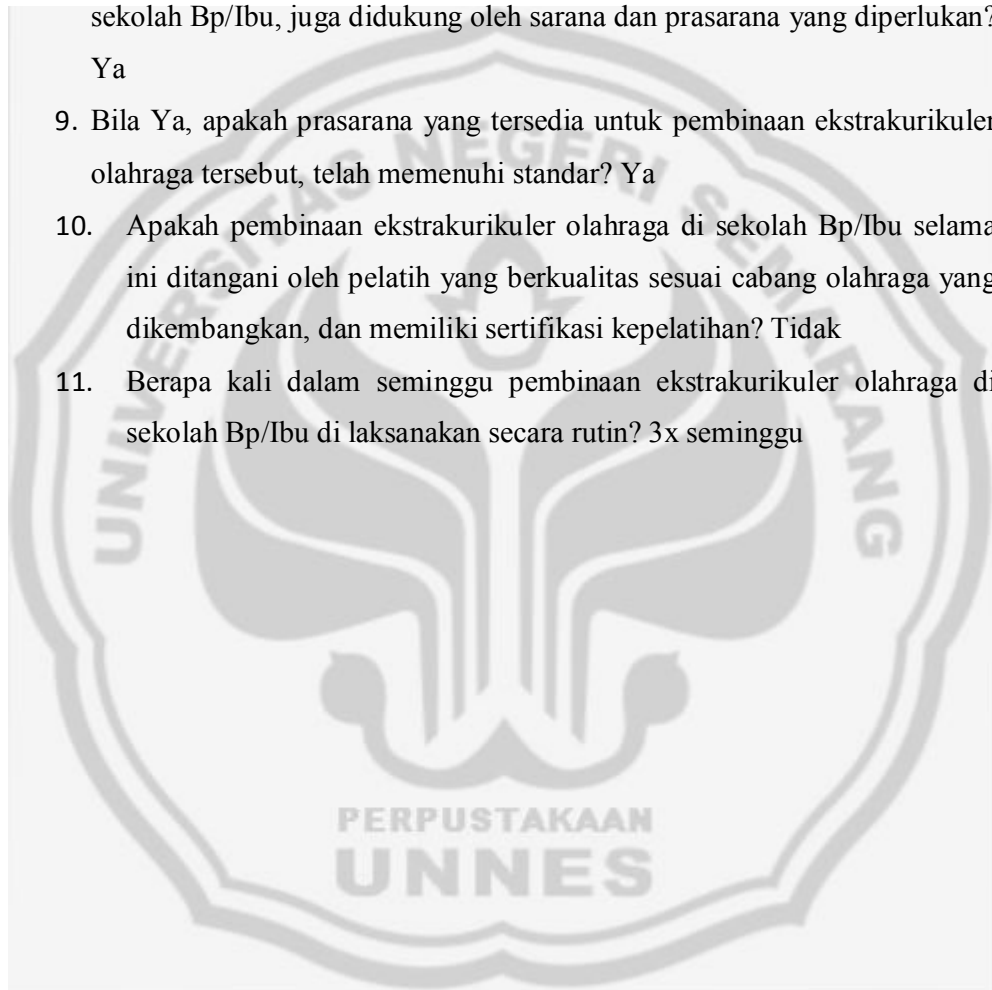 sekolah Bp/Ibu, juga didukung oleh sarana dan prasarana yang diperlukan?
Ya
9. Bila Ya, apakah prasarana yang tersedia untuk pembinaan ekstrakurikuler
olahraga tersebut, telah memenuhi standar? Ya
10. Apakah pembinaan ekstrakurikuler olahraga di sekolah Bp/Ibu selama
ini ditangani oleh pelatih yang berkualitas sesuai cabang olahraga yang
dikembangkan, dan memiliki sertifikasi kepelatihan? Tidak
11. Berapa kali dalam seminggu pembinaan ekstrakurikuler olahraga di
sekolah Bp/Ibu di laksanakan secara rutin? 3x seminggu
UNIVERSITAS NEGERI SEMARANG
PERPUSTAKAAN
UNNES